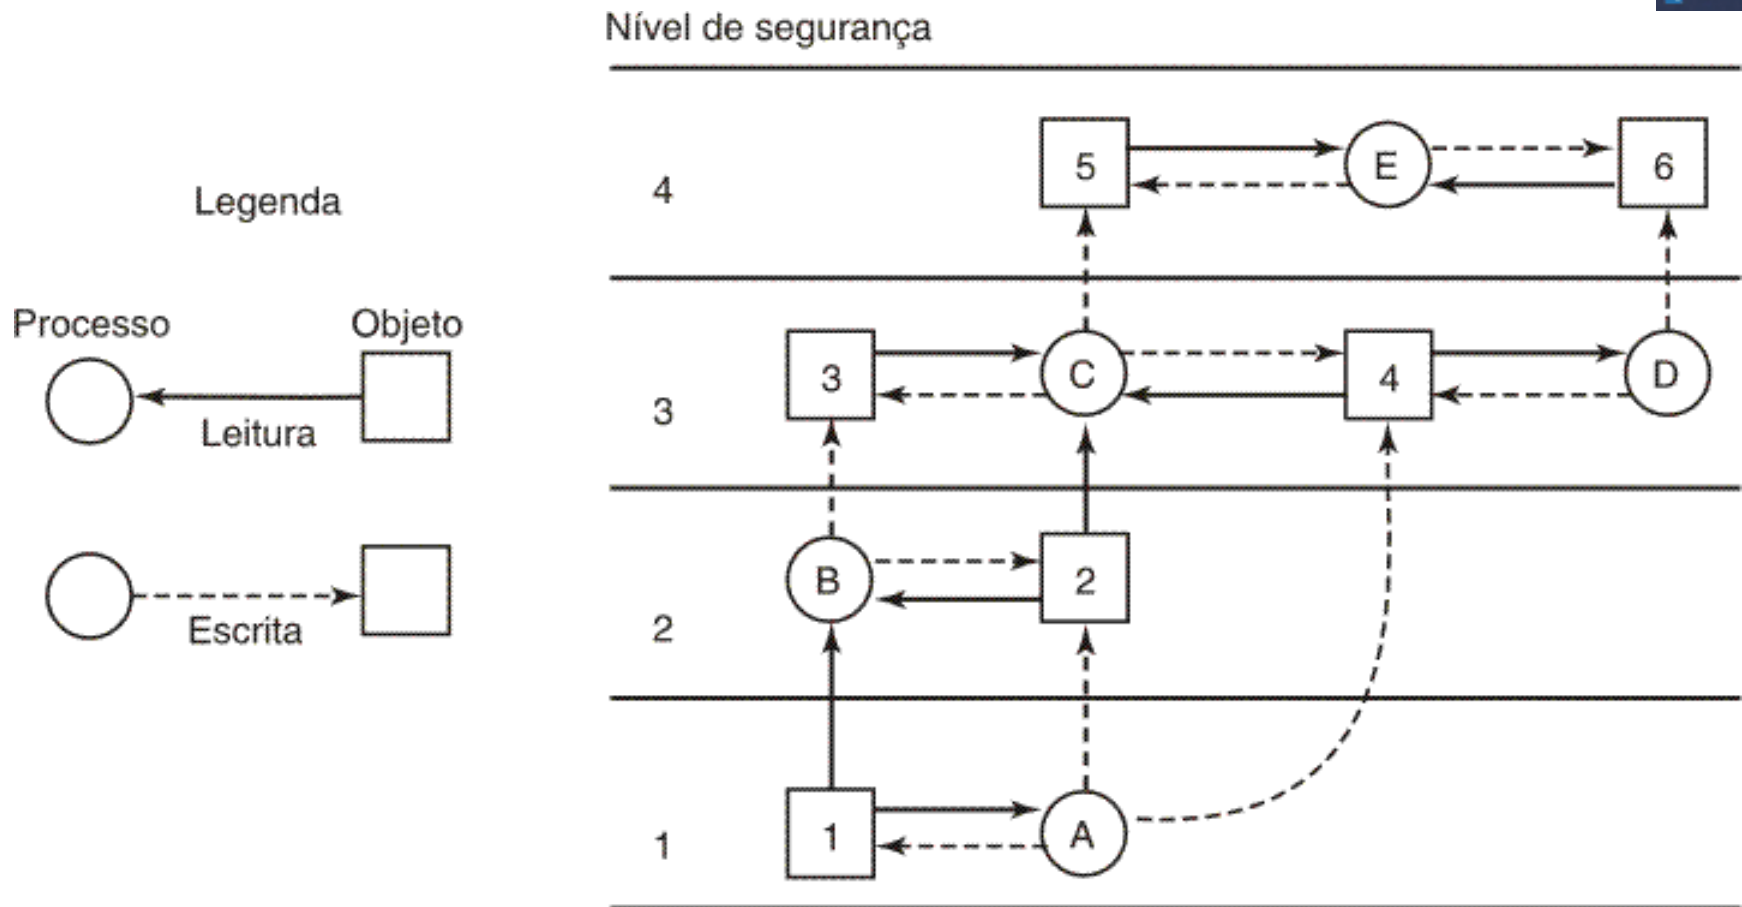 Nível de segurança
Legenda
Processo Objeto
Leitura
Escrita
4
5 E 6
3
3 C 4 D
2
B 2
1
1 A